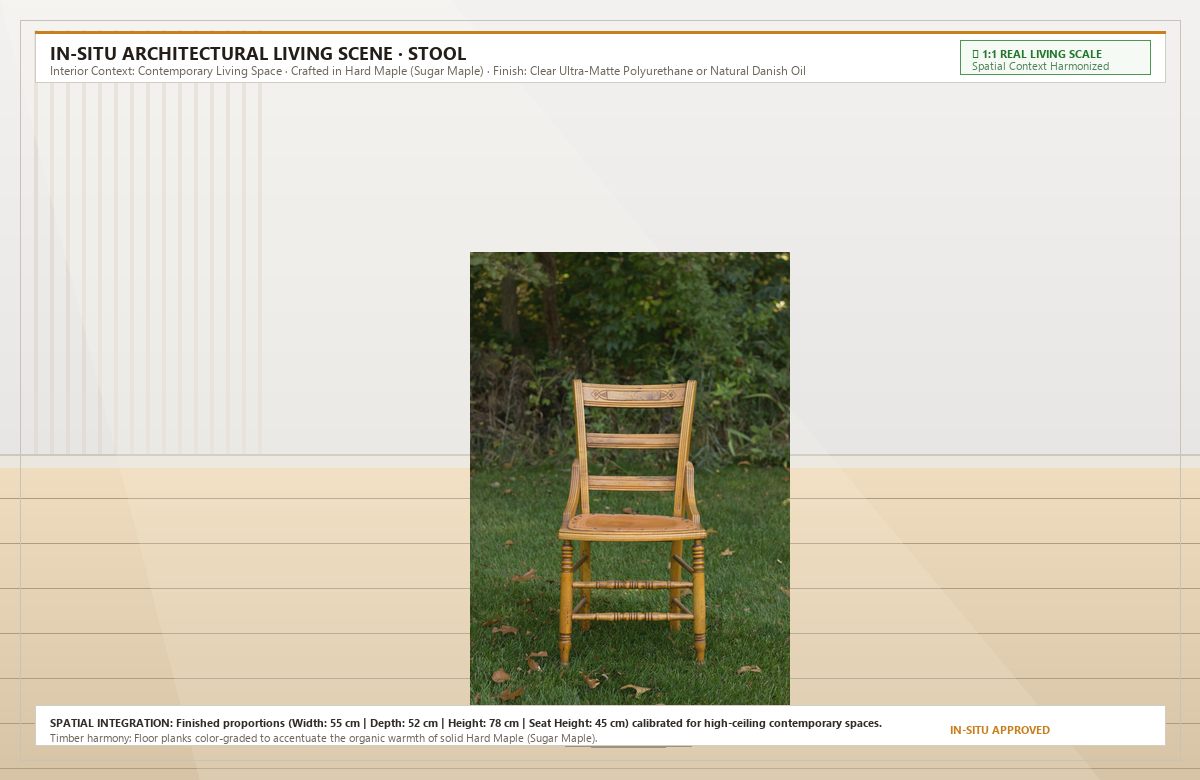 IN-SITU ARCHITECTURAL LIVING SCENE · STOOL
Interior Context: Contemporary Living Space · Crafted in Hard Maple (Sugar Maple) · Finish: Clear Ultra-Matte Polyurethane or Natural Danish Oil
1:1 REAL LIVING SCALE
Spatial Context Harmonized
SPATIAL INTEGRATION: Finished proportions (Width: 55 cm | Depth: 52 cm | Height: 78 cm | Seat Height: 45 cm) calibrated for high-ceiling contemporary spaces.
Timber harmony: Floor planks color-graded to accentuate the organic warmth of solid Hard Maple (Sugar Maple).
IN-SITU APPROVED